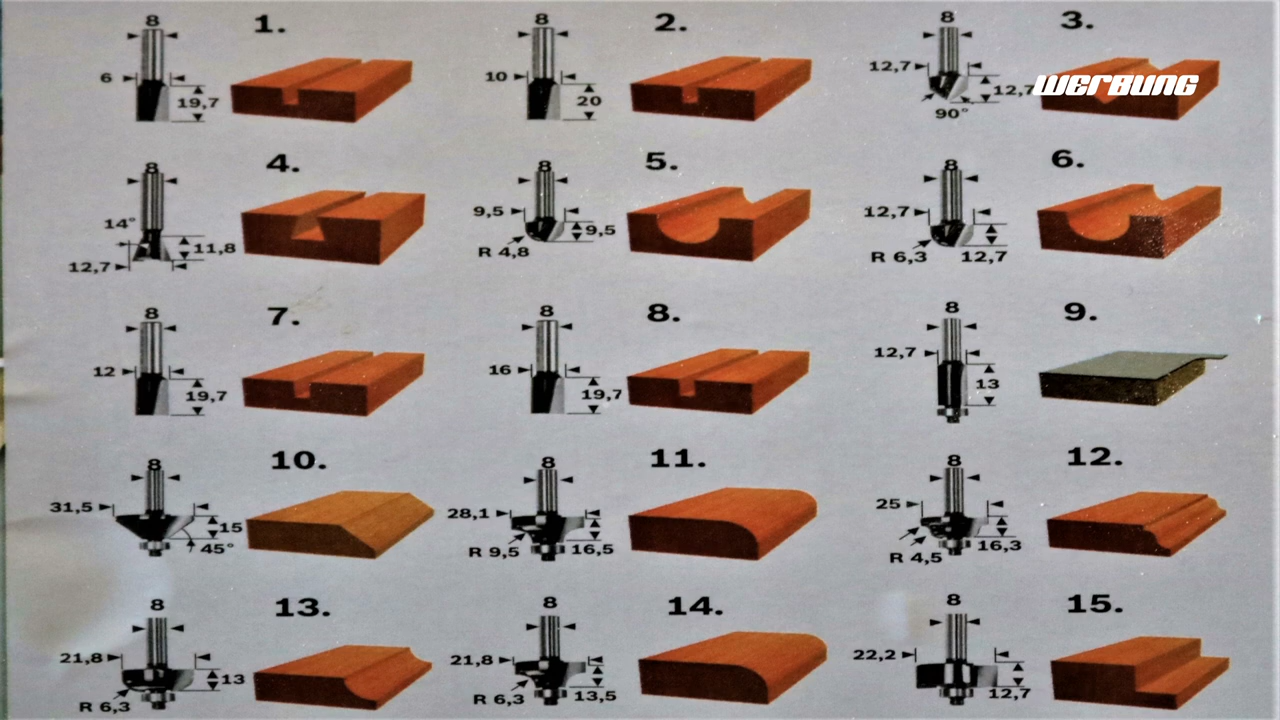 8 1. 8 2. 8 3.
6 19,7 10 20 12,7 12,7 WERBUNG
90°
8 4. 8 5. 8 6.
14° 11,8 9,5 9,5 12,7
12,7 R 4,8 R 6,3 12,7
8 7. 8 8. 8 9.
12 19,7 16 19,7 12,7 13
8 10. 8 11. 8 12.
31,5 15 28,1 25
45° R 9,5 16,5 R 4,5 16,3
8 13. 8 14. 8 15.
21,8 13 21,8 22,2
R 6,3 R 6,3 13,5 12,7